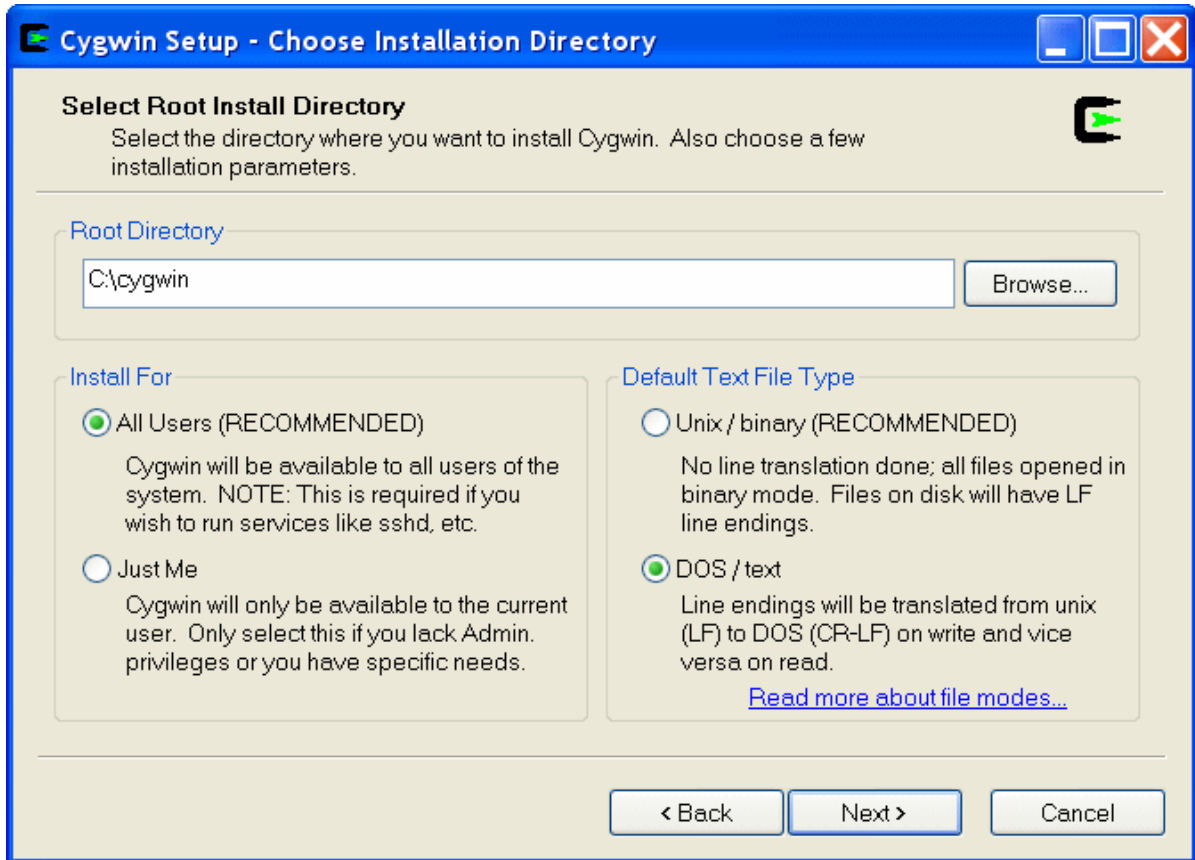 Cygwin Setup - Choose Installation Directory
Select Root Install Directory
Select the directory where you want to install Cygwin.  Also choose a few
installation parameters.
Root Directory
C:\cygwin
Browse...
Install For
All Users (RECOMMENDED)
Cygwin will be available to all users of the
system.  NOTE: This is required if you
wish to run services like sshd, etc.
Just Me
Cygwin will only be available to the current
user.  Only select this if you lack Admin.
privileges or you have specific needs.
Default Text File Type
Unix / binary (RECOMMENDED)
No line translation done; all files opened in
binary mode.  Files on disk will have LF
line endings.
DOS / text
Line endings will be translated from unix
(LF) to DOS (CR-LF) on write and vice
versa on read.
Read more about file modes...
< Back
Next >
Cancel